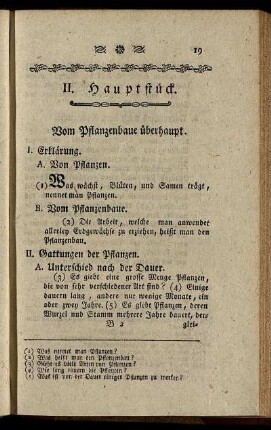 19
II. Hauptstück.
Vom Pflanzenbaue überhaupt.
I. Erklärung.
A. Von Pflanzen.
(1) Was wächst, Blüten, und Samen trägt,
nennet man Pflanzen.
B. Vom Pflanzenbaue.
(2) Die Arbeit, welche man anwendet
allerley Erdgewächse zu erziehen, heißt man den
Pflanzenbau.
II. Gattungen der Pflanzen.
A. Unterschied nach der Dauer.
(3) Es giebt eine große Menge Pflanzen,
die von sehr verschiedener Art sind? (4) Einige
dauern lang, andere nur wenige Monate, ein
oder zwey Jahre. (5) Es giebt Pflanzen, deren
Wurzel und Stamm mehrere Jahre dauert, der-
B 2 glei-
(1) Was nennet man Pflanzen?
(2) Was heißt man den Pflanzenbau?
(3) Giebt es viele Arten von Pflanzen?
(4) Wie lang dauern die Pflanzen?
(5) Was ist von der Dauer einiger Pflanzen zu merken?